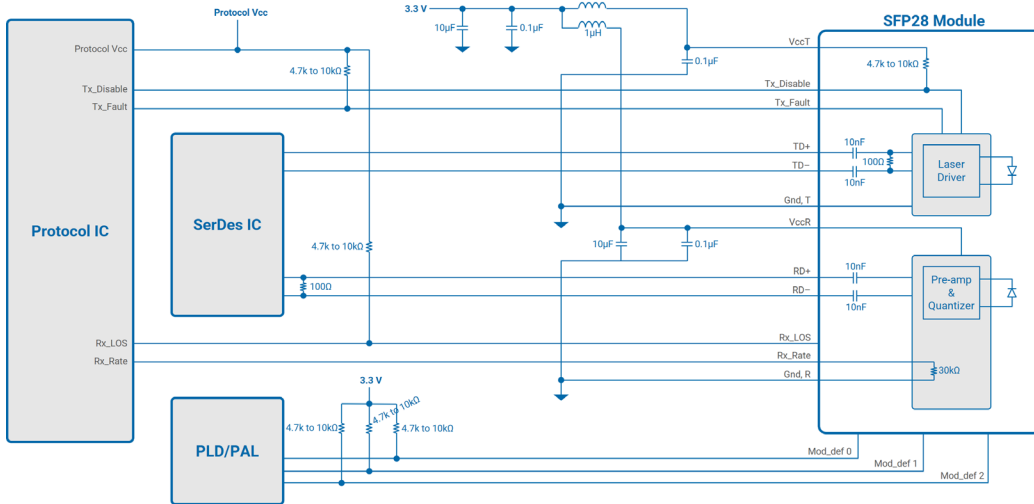 Protocol Vcc
3.3 V
10µF
0.1µF
1µH
SFP28 Module
Protocol Vcc
4.7k to 10kΩ
VccT
0.1µF
4.7k to 10kΩ
Tx_Disable
Tx_Disable
Tx_Fault
Tx_Fault
TD+
10nF
100Ω
TD−
10nF
Laser
Driver
Gnd, T
SerDes IC
Protocol IC
VccR
4.7k to 10kΩ
10µF
0.1µF
RD+
10nF
100Ω
RD−
10nF
Pre-amp
&
Quantizer
Rx_LOS
Rx_LOS
Rx_Rate
Rx_Rate
Gnd, R
30kΩ
3.3 V
4.7k to 10kΩ
4.7k to 10kΩ
4.7k to 10kΩ
PLD/PAL
Mod_def 0
Mod_def 1
Mod_def 2